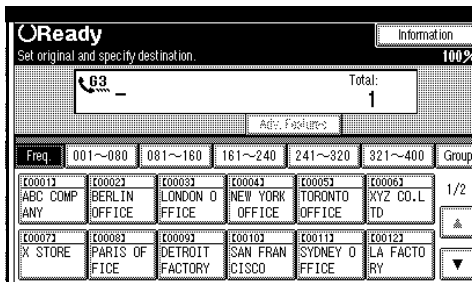 Ready
Information
Set original and specify destination.
100%
G3
Total:
1
Adv. Features
Freq. 001~080 081~160 161~240 241~320 321~400 Group
[0001] [0002] [0003] [0004] [0005] [0006]
ABC COMP BERLIN LONDON O NEW YORK TORONTO XYZ CO.L
ANY OFFICE FFICE OFFICE OFFICE TD
1/2
[0007] [0008] [0009] [0010] [0011] [0012]
X STORE PARIS OF DETROIT SAN FRAN SYDNEY O LA FACTO
FICE FACTORY CISCO FFICE RY